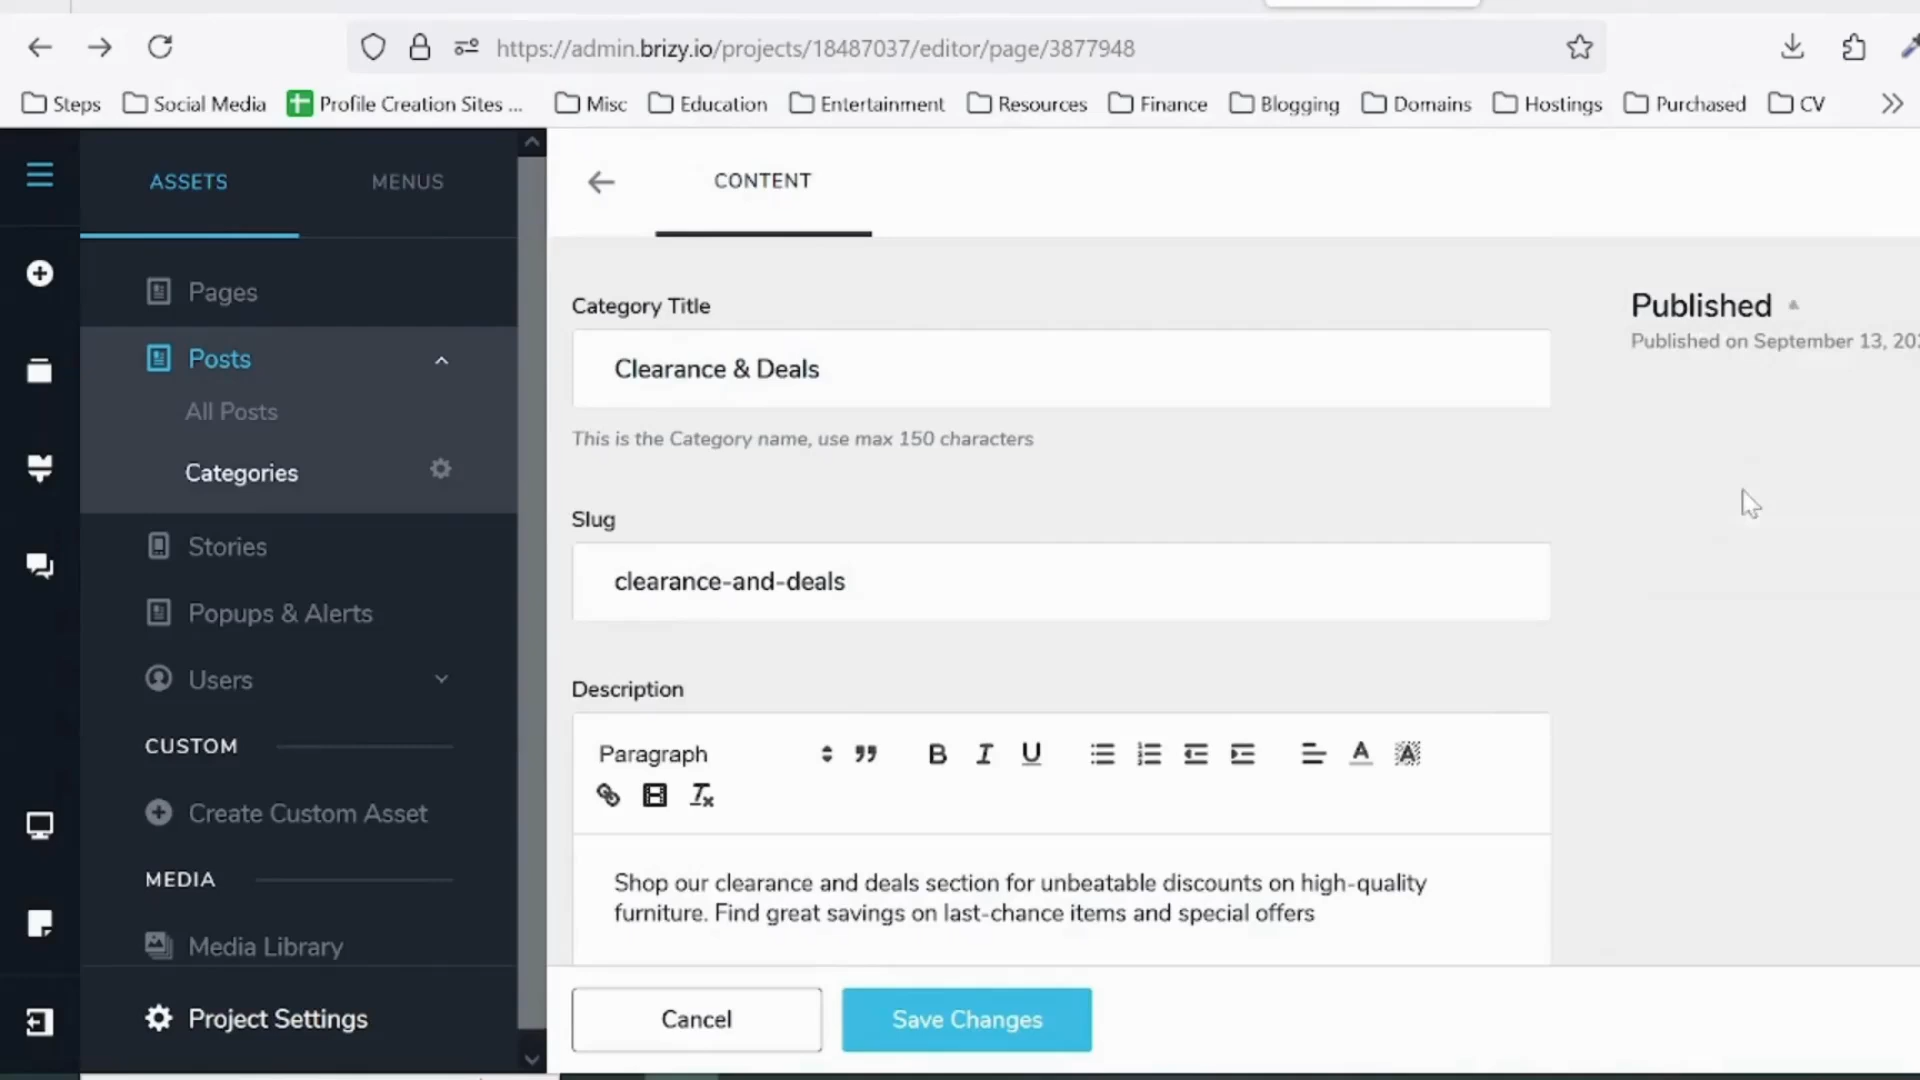 https://admin.brizy.io/projects/18487037/editor/page/3877948
Steps
Social Media
Profile Creation Sites ...
Misc
Education
Entertainment
Resources
Finance
Blogging
Domains
Hostings
Purchased
CV
ASSETS
MENUS
Pages
Posts
All Posts
Categories
Stories
Popups & Alerts
Users
CUSTOM
Create Custom Asset
MEDIA
Media Library
Project Settings
CONTENT
Category Title
Clearance & Deals
This is the Category name, use max 150 characters
Slug
clearance-and-deals
Description
Paragraph
Shop our clearance and deals section for unbeatable discounts on high-quality
furniture. Find great savings on last-chance items and special offers
Cancel
Save Changes
Published
Published on September 13,